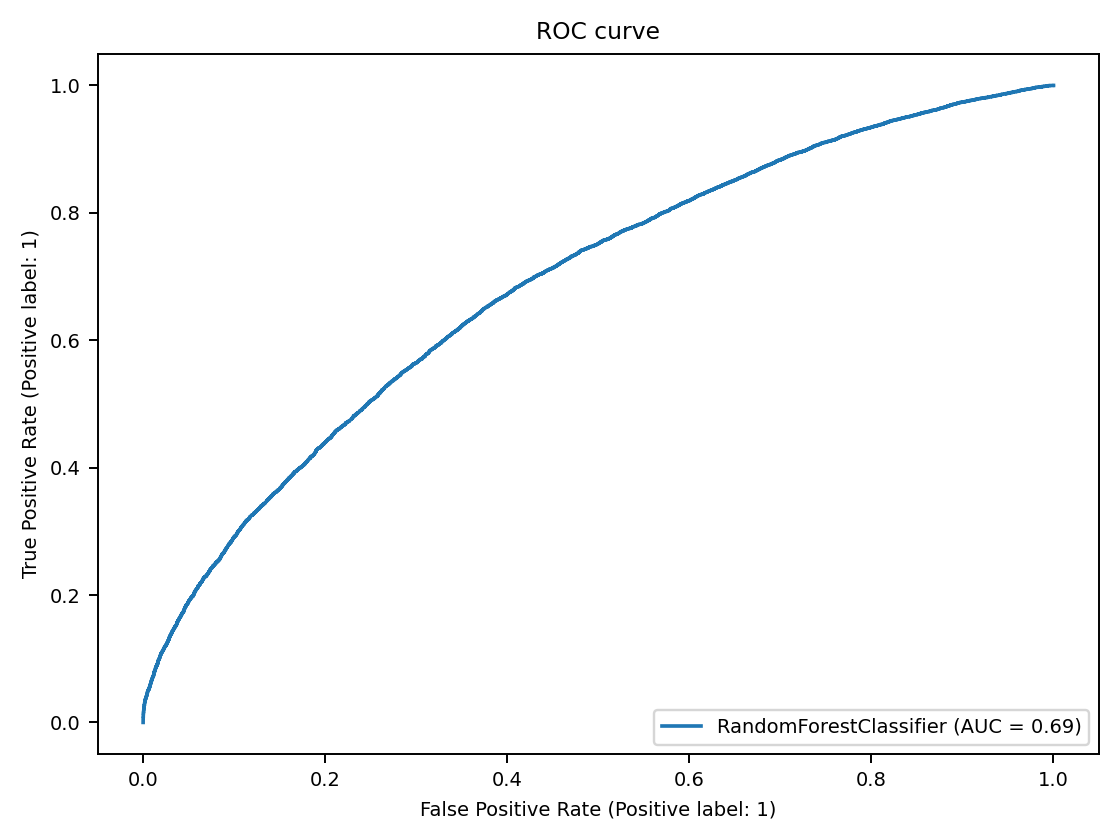 ROC curve
True Positive Rate (Positive label: 1)
1.0
0.8
0.6
0.4
0.2
0.0
RandomForestClassifier (AUC = 0.69)
0.0 0.2 0.4 0.6 0.8 1.0
False Positive Rate (Positive label: 1)